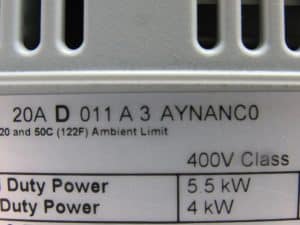 20A D 011 A 3 AYNANC0
20 and 50C (122F) Ambient Limit
400V Class
Duty Power 5.5 kW
Duty Power 4 kW